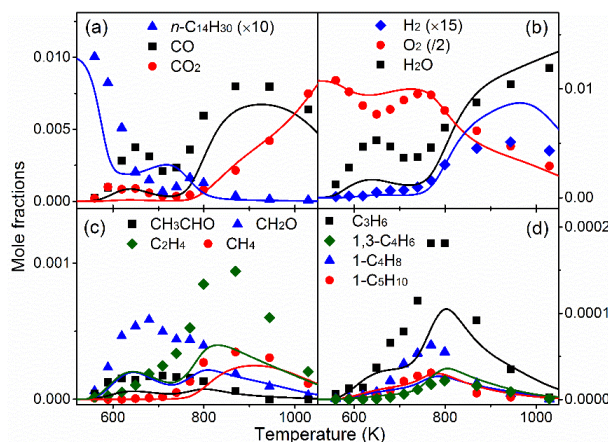 (a)
n-C14H30 (×10)
CO
CO2
0.010
0.005
0.000
(b)
H2 (×15)
O2 (/2)
H2O
0.01
0.00
(c)
CH3CHO
CH2O
C2H4
CH4
0.001
0.000
(d)
C3H6
1,3-C4H6
1-C4H8
1-C5H10
0.0002
0.0001
0.0000
Mole fractions
600 800 1000
600 800 1000
Temperature (K)
Temperature (K)